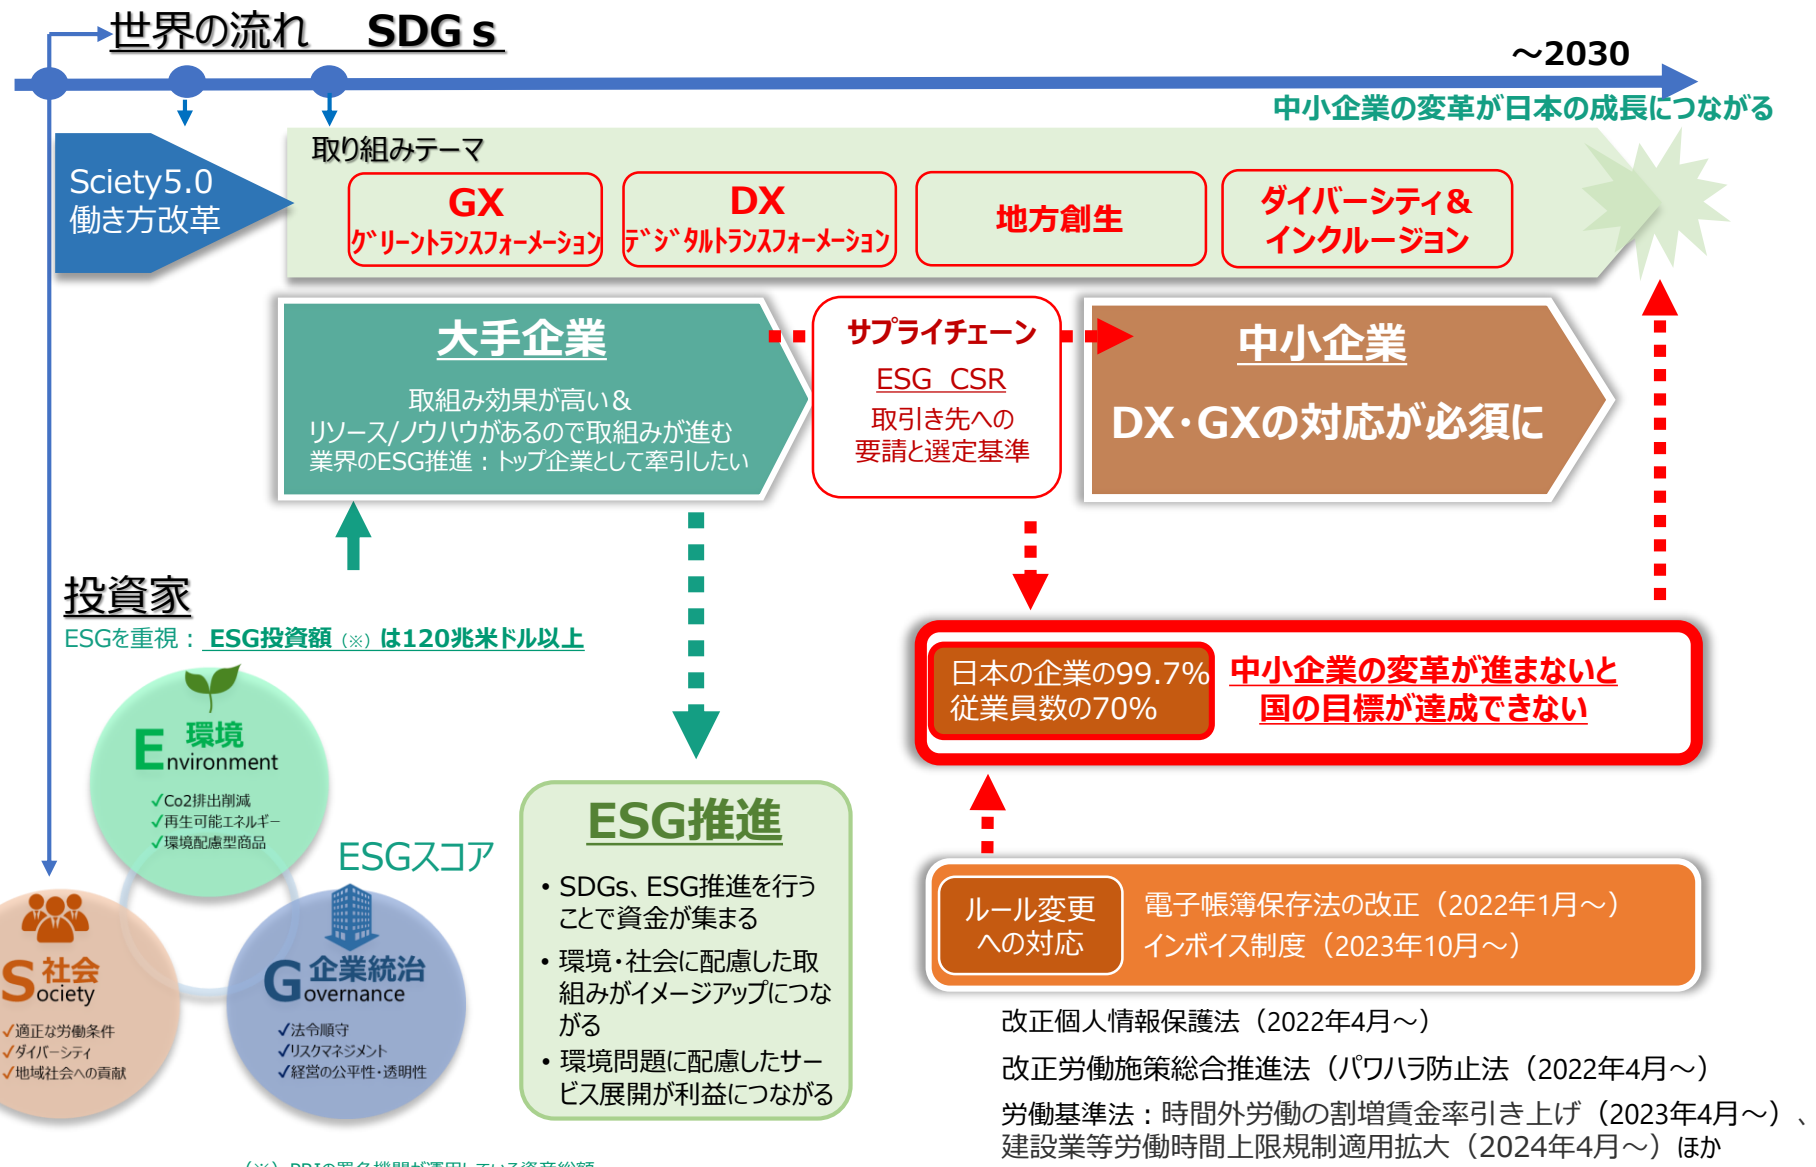 世界の流れ　SDGｓ
～2030
中小企業の変革が日本の成長につながる
Sciety5.0
働き方改革
取り組みテーマ
GX
ｸﾞﾘｰﾝﾄﾗﾝｽﾌｫｰﾒｰｼｮﾝ
DX
ﾃﾞｼﾞﾀﾙﾄﾗﾝｽﾌｫｰﾒｰｼｮﾝ
地方創生
ダイバーシティ＆
インクルージョン
大手企業
取組み効果が高い＆
リソース/ノウハウがあるので取組みが進む
業界のESG推進：トップ企業として牽引したい
サプライチェーン
ESG　CSR
取引き先への
要請と選定基準
中小企業
DX・GXの対応が必須に
投資家
ESGを重視：ESG投資額（※）は120兆米ドル以上
環境
Environment
✓Co2排出削減
✓再生可能エネルギー
✓環境配慮型商品
ESGスコア
社会
Society
✓適正な労働条件
✓ダイバーシティ
✓地域社会への貢献
企業統治
Governance
✓法令順守
✓リスクマネジメント
✓経営の公平性・透明性
ESG推進
・SDGs、ESG推進を行う
ことで資金が集まる
・環境・社会に配慮した取
組みがイメージアップにつな
がる
・環境問題に配慮したサー
ビス展開が利益につながる
日本の企業の99.7%
従業員数の70%
中小企業の変革が進まないと
国の目標が達成できない
ルール変更
への対応
電子帳簿保存法の改正（2022年1月～）
インボイス制度（2023年10月～）
改正個人情報保護法（2022年4月～）
改正労働施策総合推進法（パワハラ防止法（2022年4月～）
労働基準法：時間外労働の割増賃金率引き上げ（2023年4月～）、
建設業等労働時間上限規制適用拡大（2024年4月～）ほか
（※）PRIの署名機関が運用している資産総額